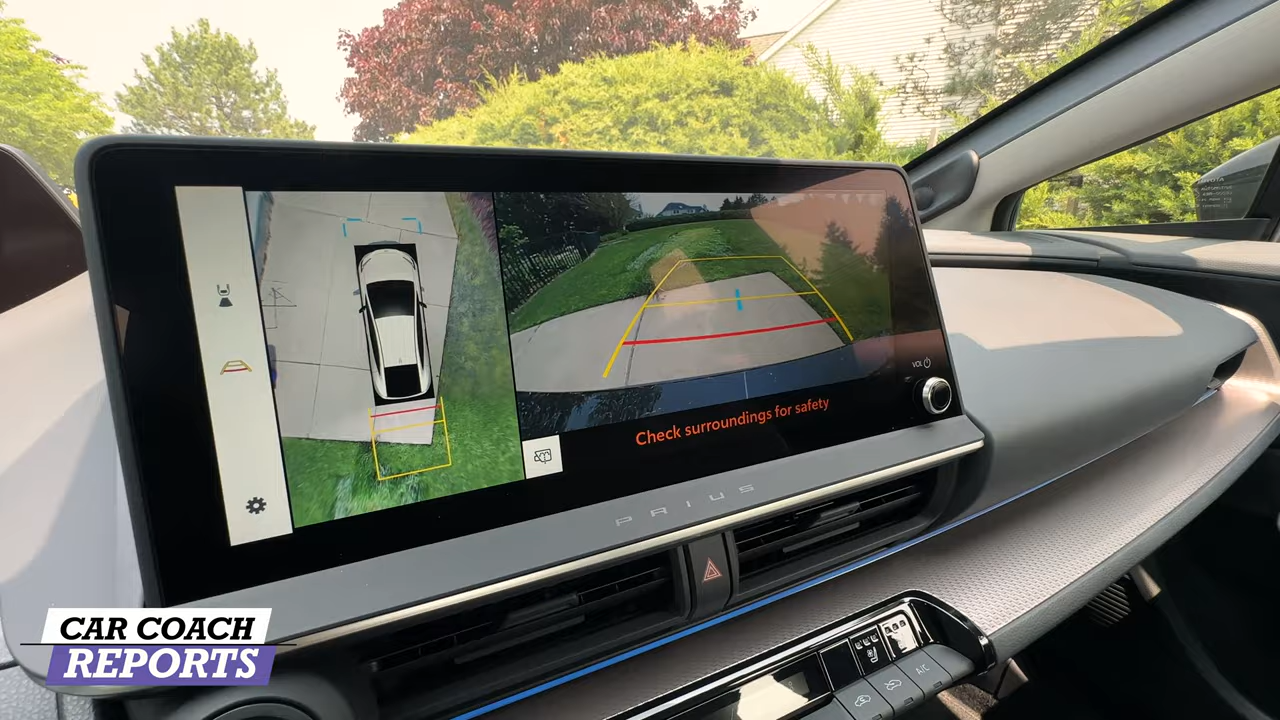 VOL
Check surroundings for safety
PRIUS
A/C
CAR COACH
REPORTS